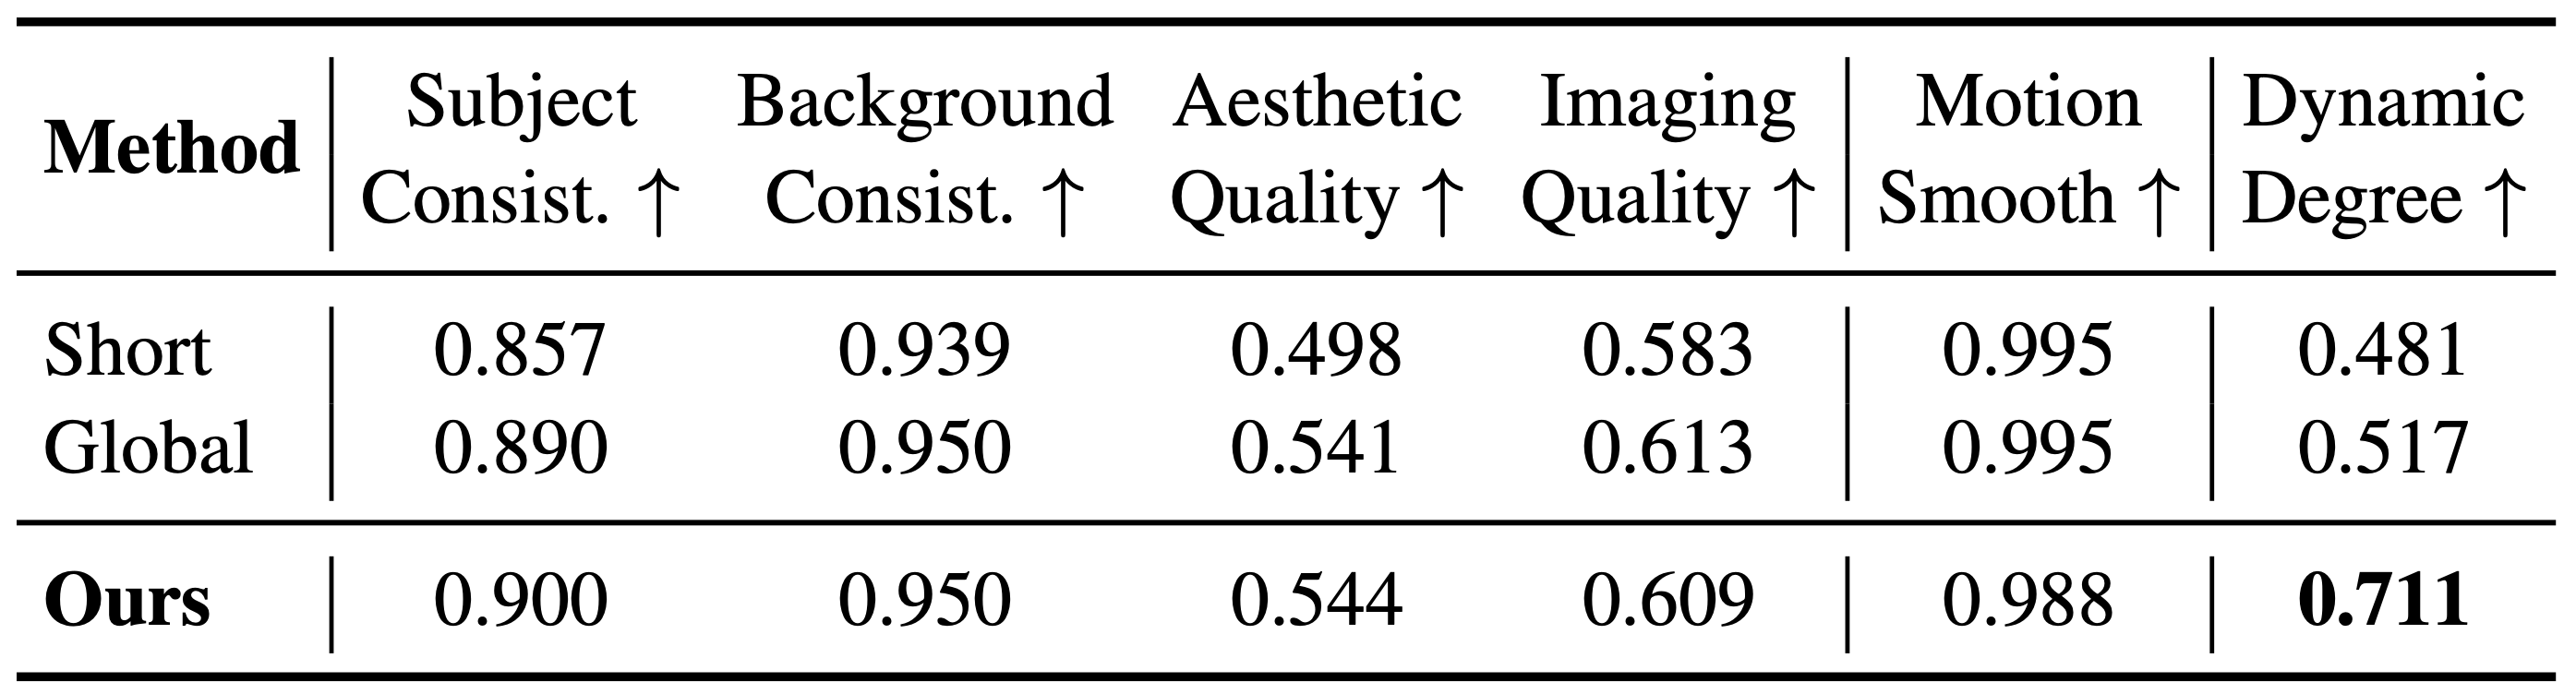 Method Subject Background Aesthetic Imaging Motion Dynamic
Consist. ↑ Consist. ↑ Quality ↑ Quality ↑ Smooth ↑ Degree ↑
Short 0.857 0.939 0.498 0.583 0.995 0.481
Global 0.890 0.950 0.541 0.613 0.995 0.517
Ours 0.900 0.950 0.544 0.609 0.988 0.711